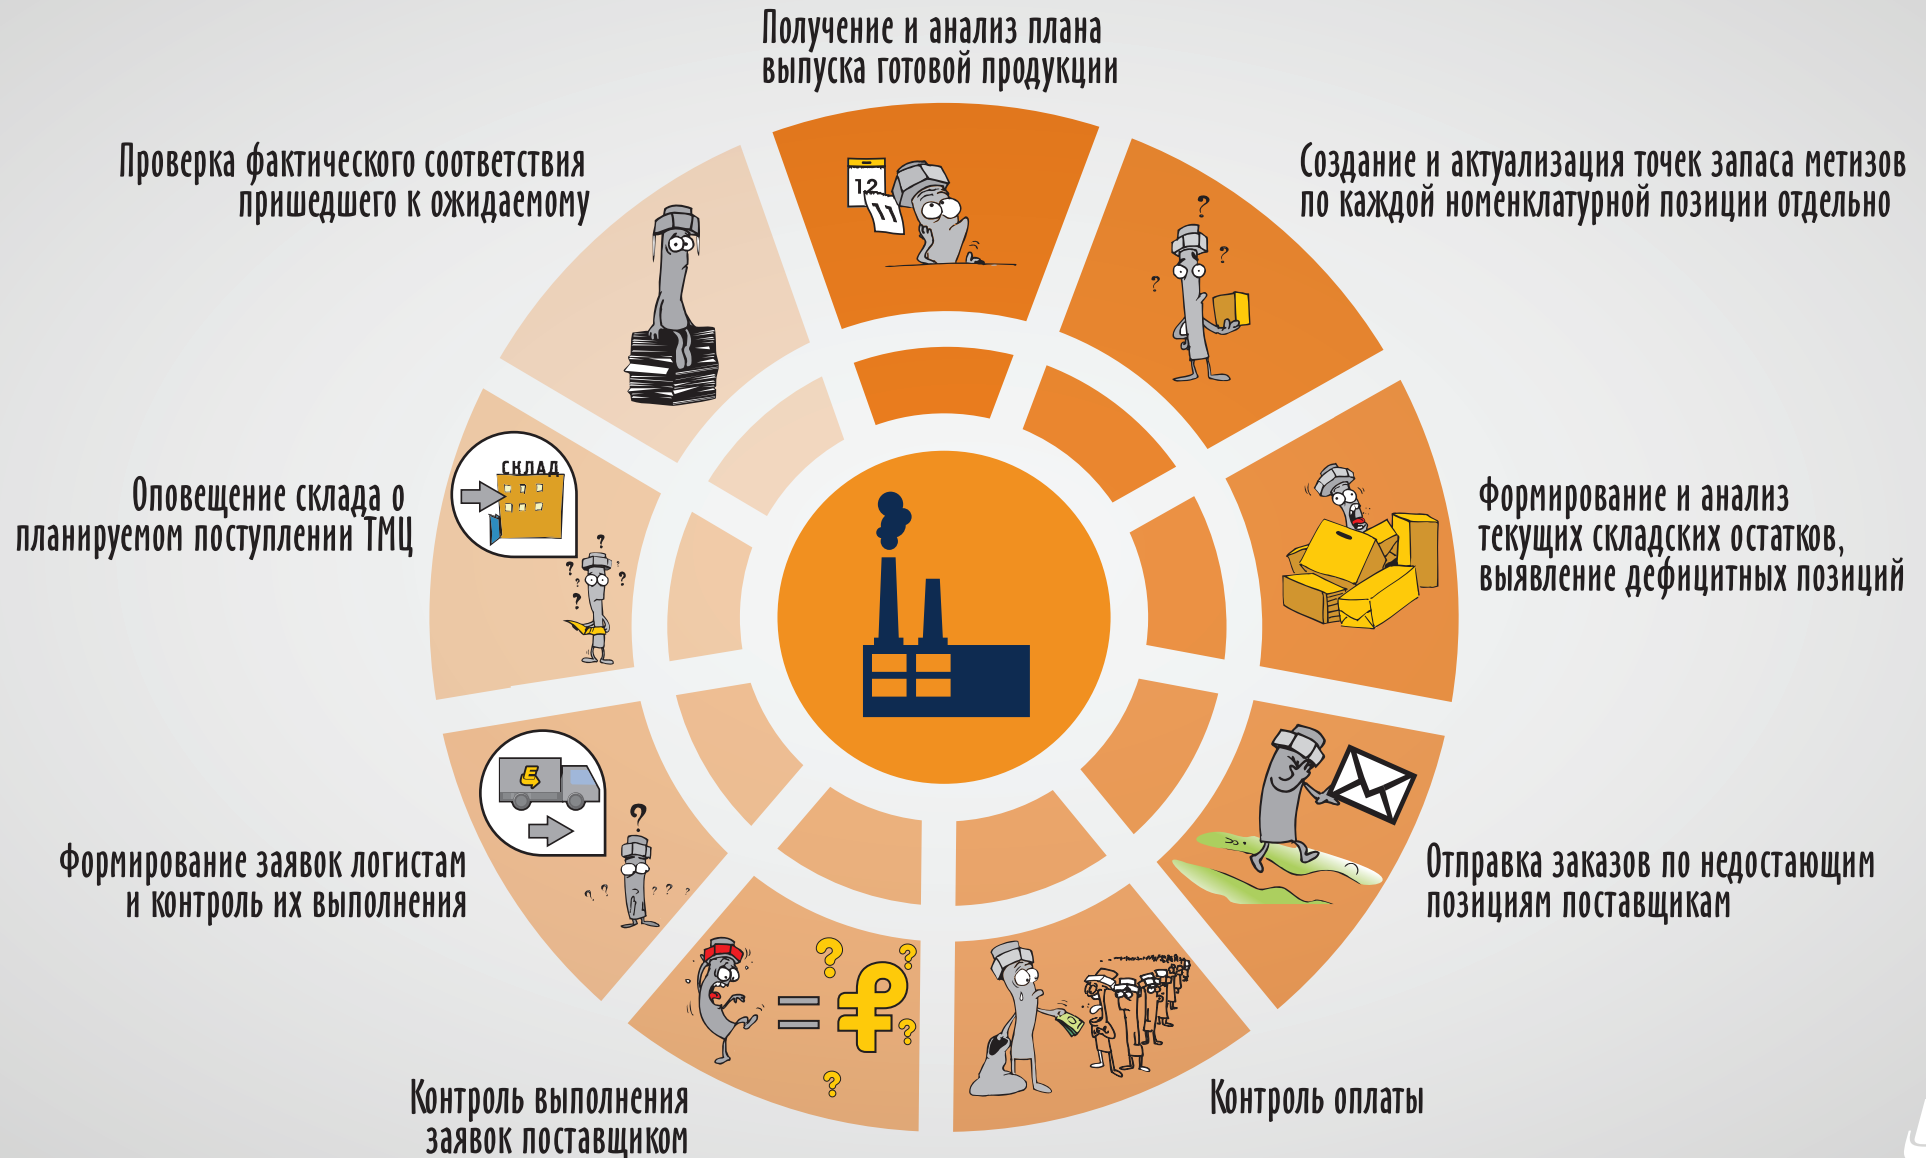 Получение и анализ плана
выпуска готовой продукции
Создание и актуализация точек запаса метизов
по каждой номенклатурной позиции отдельно
Формирование и анализ
текущих складских остатков,
выявление дефицитных позиций
Отправка заказов по недостающим
позициям поставщикам
Контроль оплаты
Контроль выполнения
заявок поставщиком
Формирование заявок логистам
и контроль их выполнения
Оповещение склада о
планируемом поступлении ТМЦ
Проверка фактического соответствия
пришедшего к ожидаемому
12
11
? ? ?
СКЛАД
? ? ? ? ? ?
E
?
? ? ? ? ?
= ₽
? ? ? ?